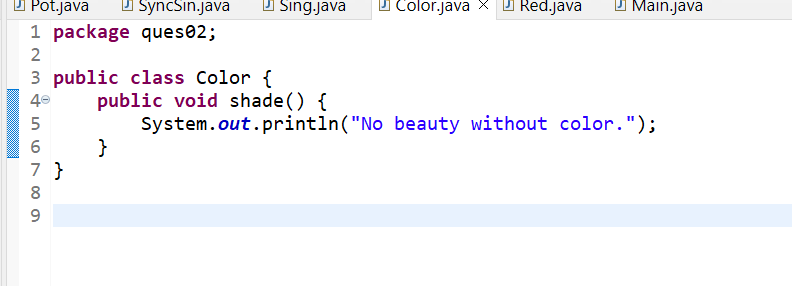 Pot.java SyncSin.java Sing.java Color.java Red.java Main.java
1 package ques02;
2
3 public class Color {
4     public void shade() {
5         System.out.println("No beauty without color.");
6     }
7 }
8
9